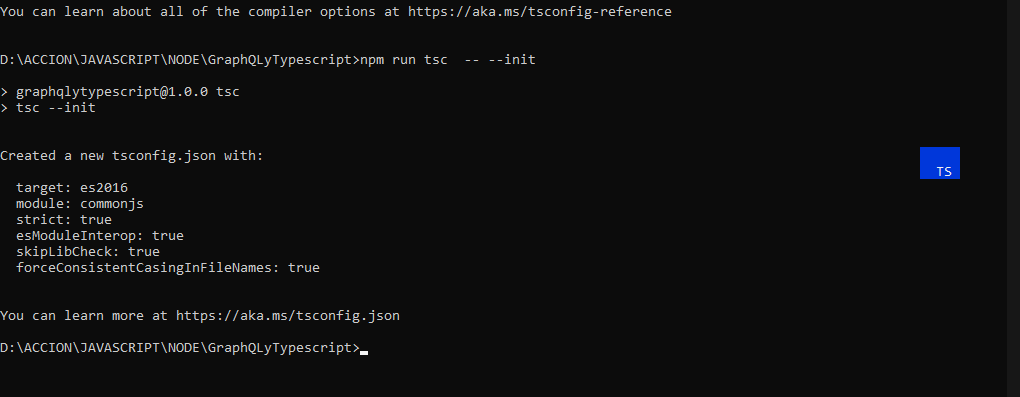 You can learn about all of the compiler options at https://aka.ms/tsconfig-reference
D:\ACCION\JAVASCRIPT\NODE\GraphQLyTypescript>npm run tsc  -- --init
> graphqlytypescript@1.0.0 tsc
> tsc --init
Created a new tsconfig.json with:
TS
target: es2016
module: commonjs
strict: true
esModuleInterop: true
skipLibCheck: true
forceConsistentCasingInFileNames: true
You can learn more at https://aka.ms/tsconfig.json
D:\ACCION\JAVASCRIPT\NODE\GraphQLyTypescript>